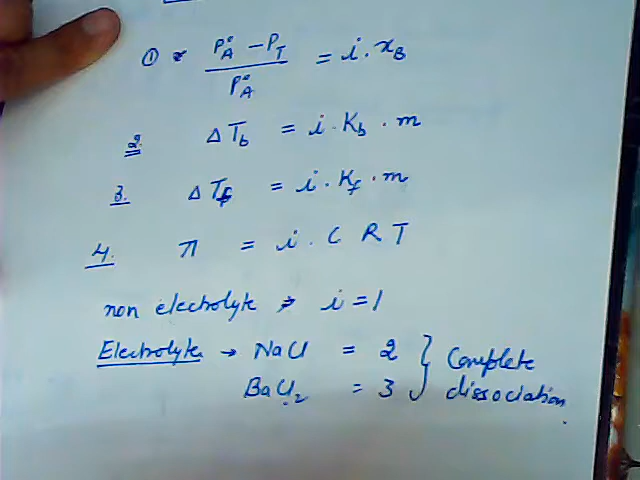 ① (P°A – PT) / P°A = i . xB
2. ΔTb = i . Kb . m
3. ΔTf = i . Kf . m
4. π = i . C R T
non electrolyte → i = 1
Electrolyte → NaCl = 2 } Complete
BaCl2 = 3 } dissociation.